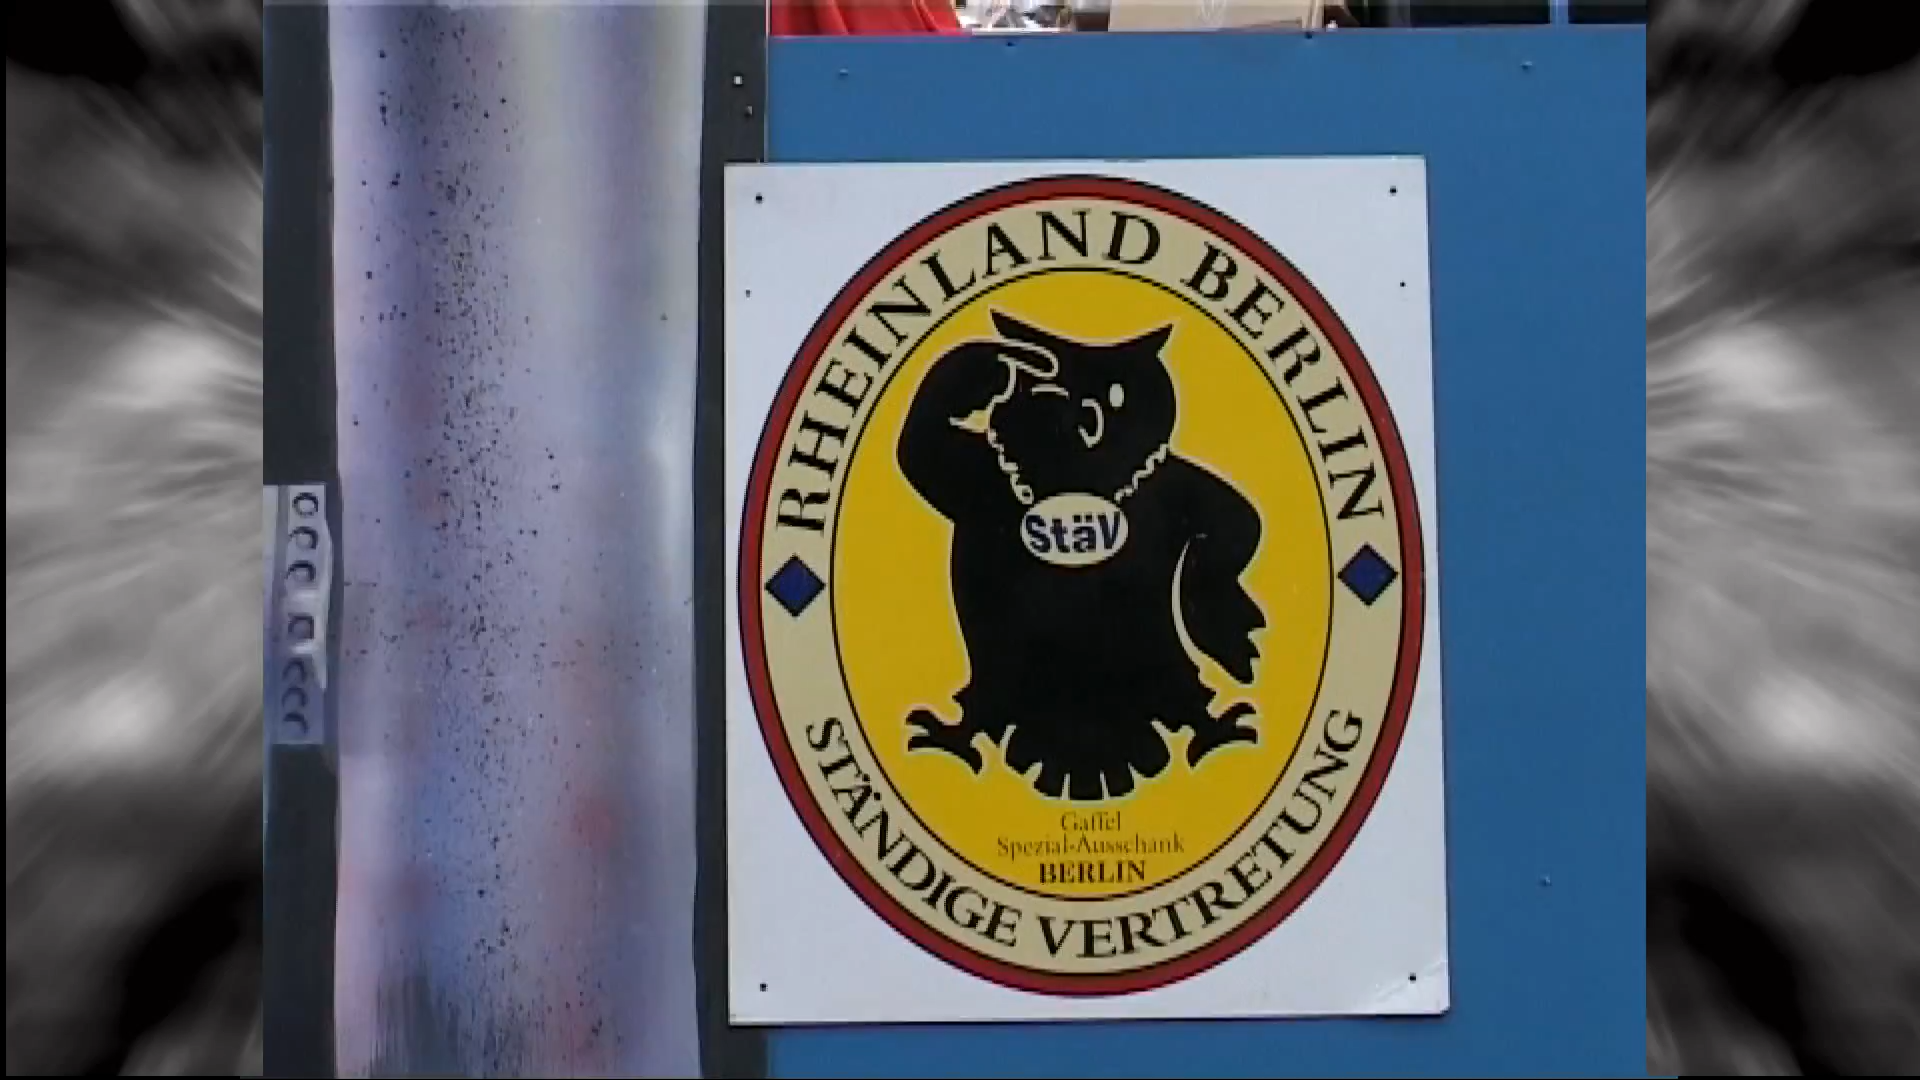 RHEINLAND BERLIN
StäV
Gaffel
Spezial-Ausschank
BERLIN
STÄNDIGE VERTRETUNG